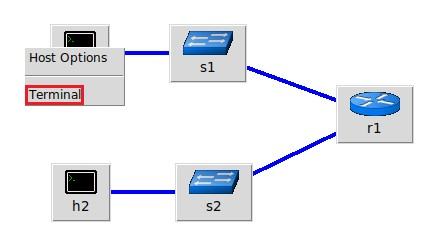 Host Options
s1
Terminal
r1
h2
s2